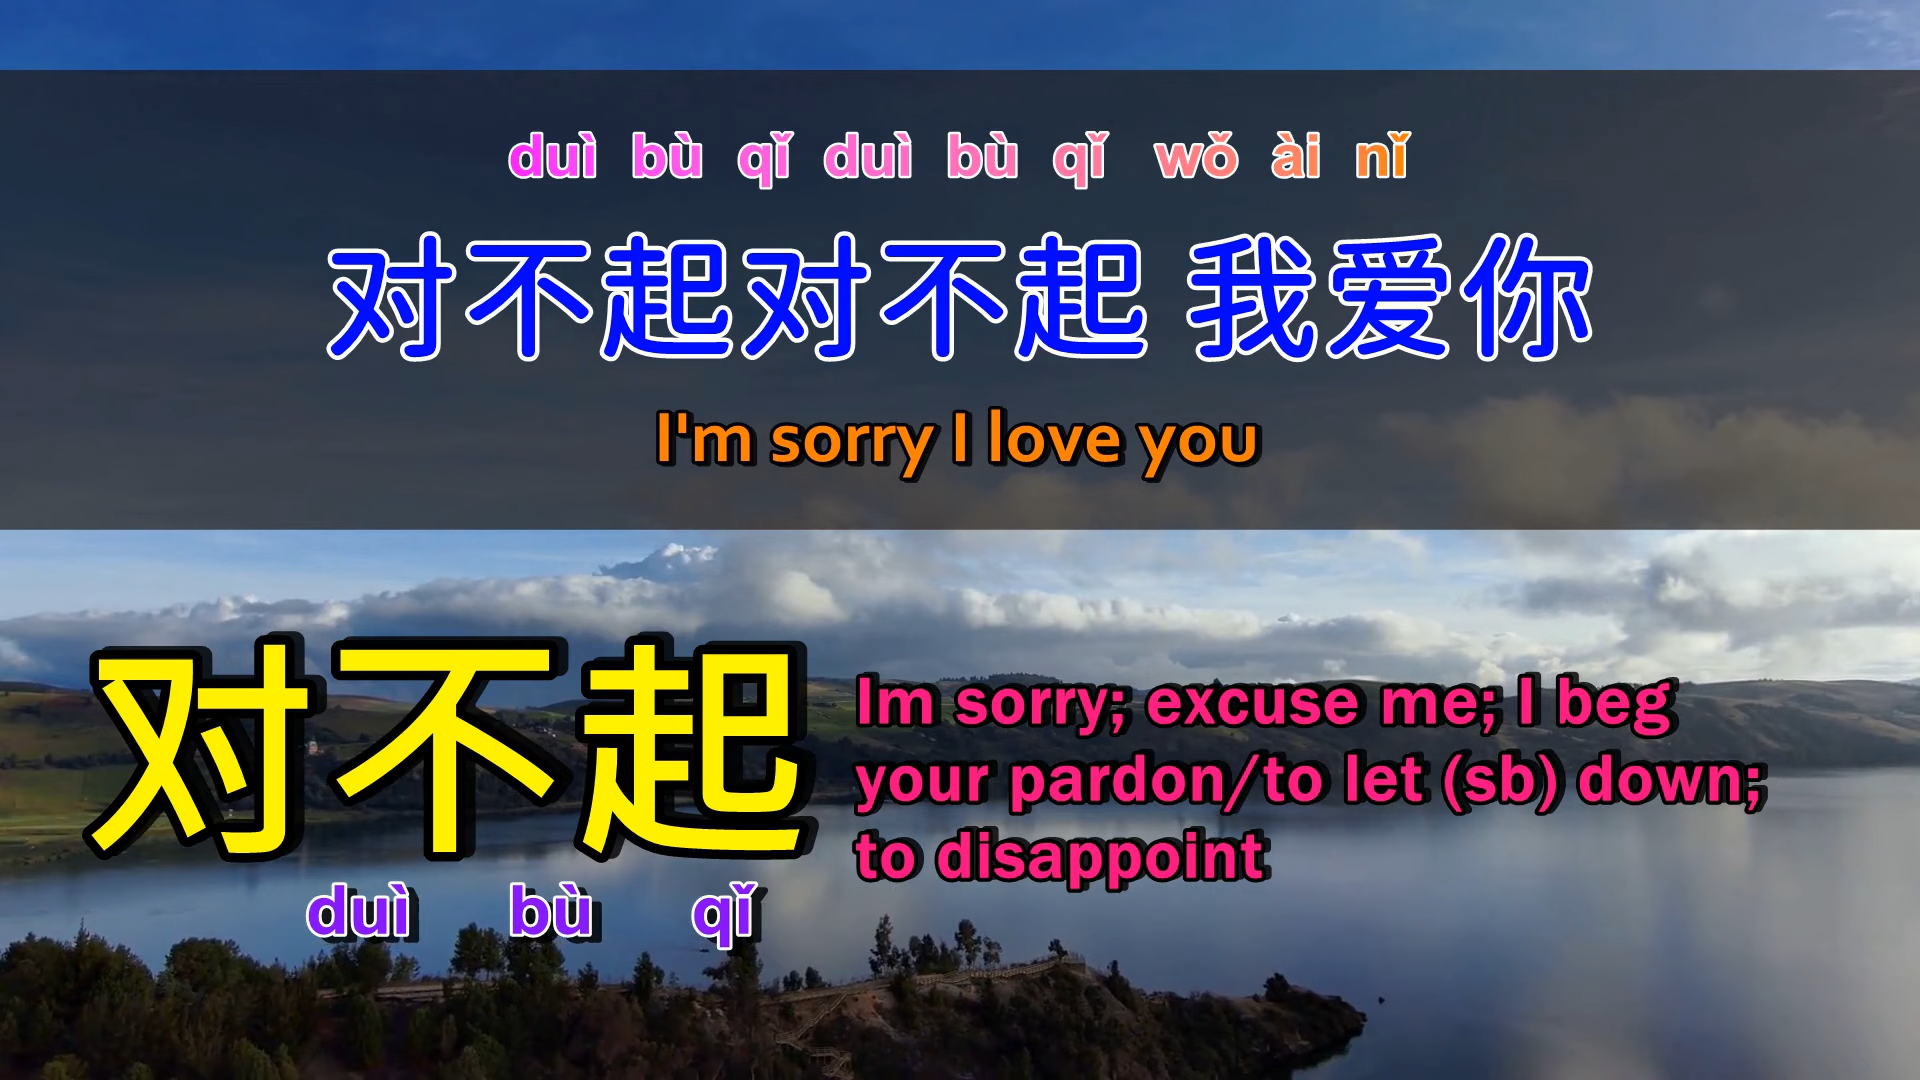 duì bù qǐ duì bù qǐ wǒ ài nǐ
对不起对不起 我爱你
I'm sorry I love you
对不起
duì bù qǐ
Im sorry; excuse me; I beg
your pardon/to let (sb) down;
to disappoint